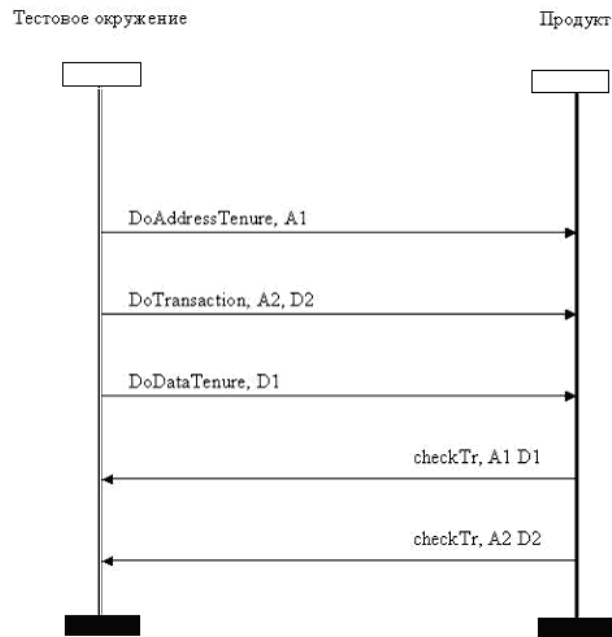 Тестовое окружение
Продукт
DoAddressTenure, A1
DoTransaction, A2, D2
DoDataTenure, D1
checkTr, A1 D1
checkTr, A2 D2